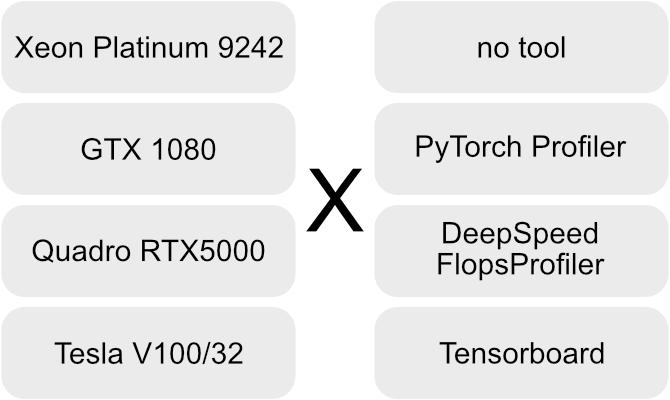 Xeon Platinum 9242
GTX 1080
Quadro RTX5000
Tesla V100/32
X
no tool
PyTorch Profiler
DeepSpeed
FlopsProfiler
Tensorboard